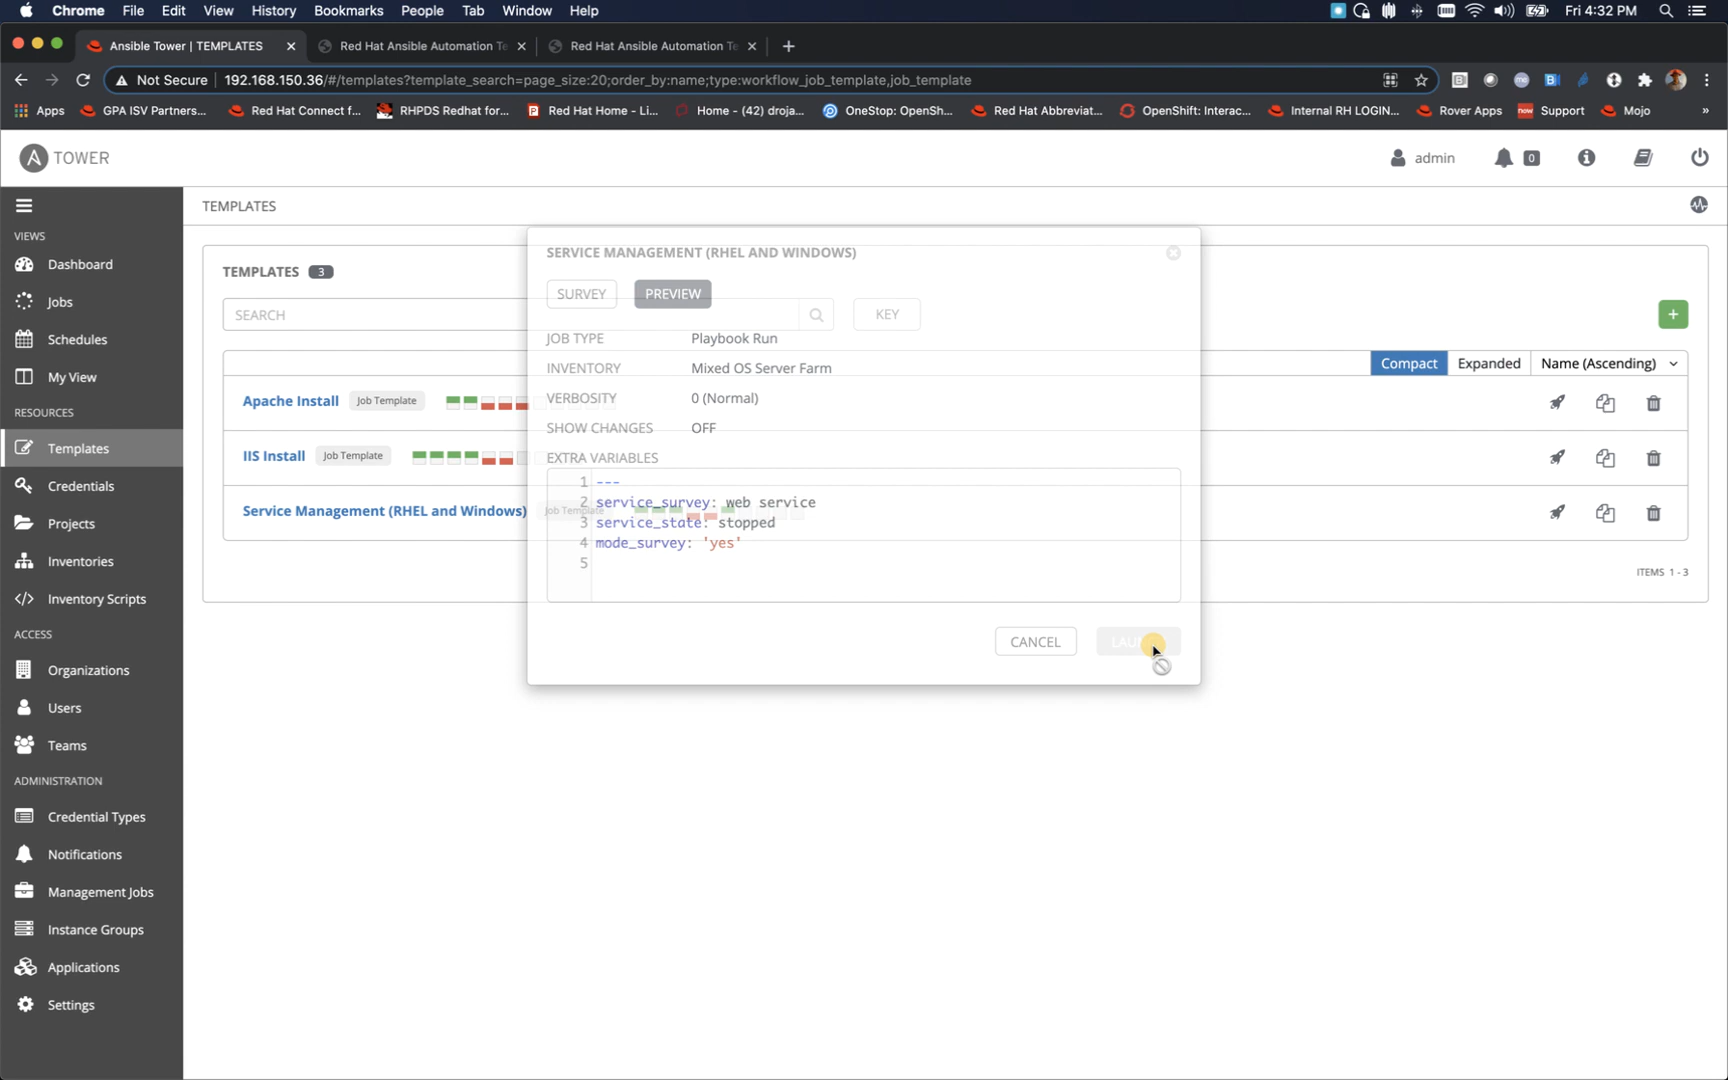 Chrome File Edit View History Bookmarks People Tab Window Help Fri 4:32 PM
Ansible Tower | TEMPLATES Red Hat Ansible Automation Te Red Hat Ansible Automation Te
Not Secure 192.168.150.36/#/templates?template_search=page_size:20;order_by:name;type:workflow_job_template,job_template
Apps GPA ISV Partners... Red Hat Connect f... RHPDS Redhat for... Red Hat Home - Li... Home - (42) droja... OneStop: OpenSh... Red Hat Abbreviat... OpenShift: Interac... Internal RH LOGIN... Rover Apps Support Mojo »
TOWER admin 0
TEMPLATES
VIEWS
Dashboard
Jobs
Schedules
My View
RESOURCES
Templates
Credentials
Projects
Inventories
Inventory Scripts
ACCESS
Organizations
Users
Teams
ADMINISTRATION
Credential Types
Notifications
Management Jobs
Instance Groups
Applications
Settings
TEMPLATES 3
SEARCH KEY
Compact Expanded Name (Ascending)
Apache Install Job Template
IIS Install Job Template
Service Management (RHEL and Windows) Job Template
ITEMS 1 - 3
SERVICE MANAGEMENT (RHEL AND WINDOWS)
SURVEY PREVIEW
JOB TYPE Playbook Run
INVENTORY Mixed OS Server Farm
VERBOSITY 0 (Normal)
SHOW CHANGES OFF
EXTRA VARIABLES
1 ---
2 service_survey: web service
3 service_state: stopped
4 mode_survey: 'yes'
5
CANCEL